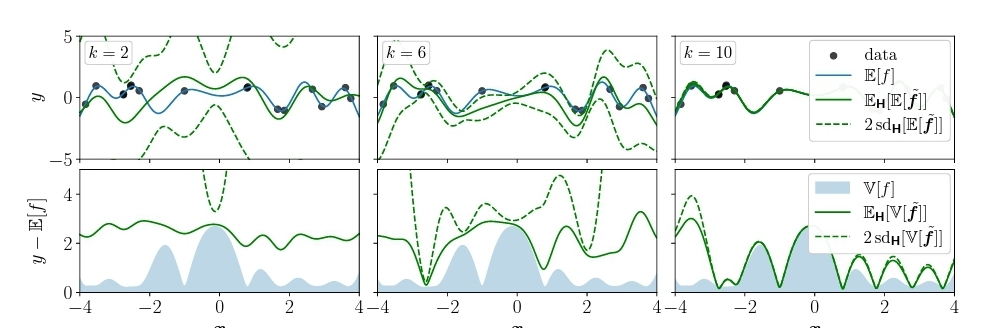 5
0
−5
y
k = 2
k = 6
k = 10
data
𝔼[f]
𝔼_H[𝔼[f̃]]
2 sd_H[𝔼[f̃]]
4
2
0
y − 𝔼[f]
𝕍[f]
𝔼_H[𝕍[f̃]]
2 sd_H[𝕍[f̃]]
−4 −2 0 2 4
−4 −2 0 2 4
−4 −2 0 2 4